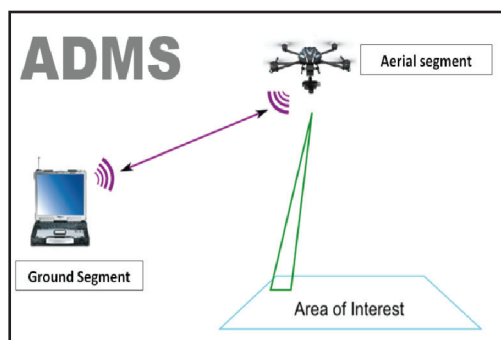 ADMS
Aerial segment
Ground Segment
Area of Interest